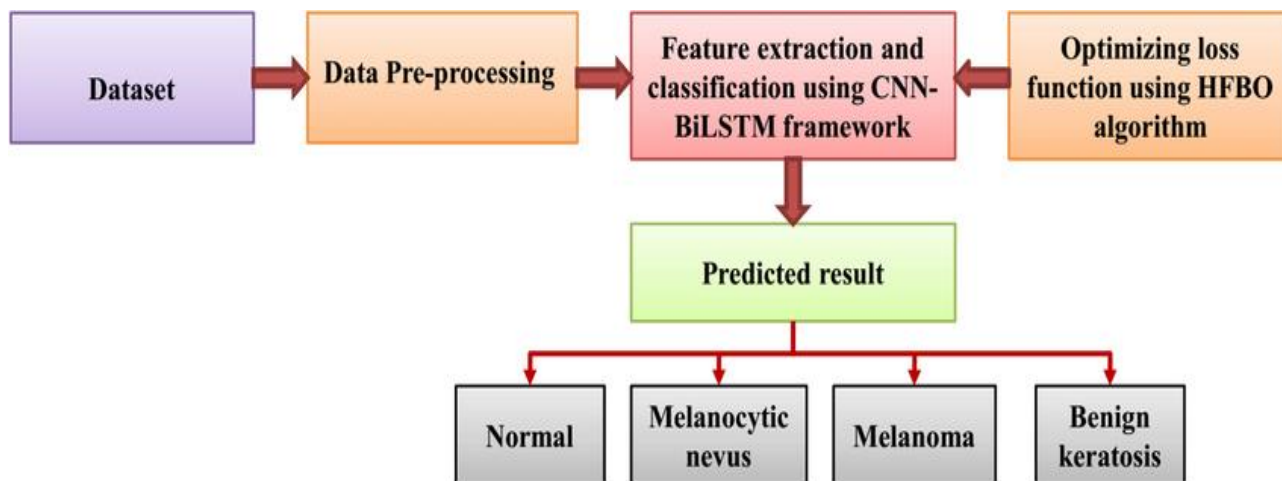 Dataset
Data Pre-processing
Feature extraction and
classification using CNN-
BiLSTM framework
Optimizing loss
function using HFBO
algorithm
Predicted result
Normal
Melanocytic
nevus
Melanoma
Benign
keratosis